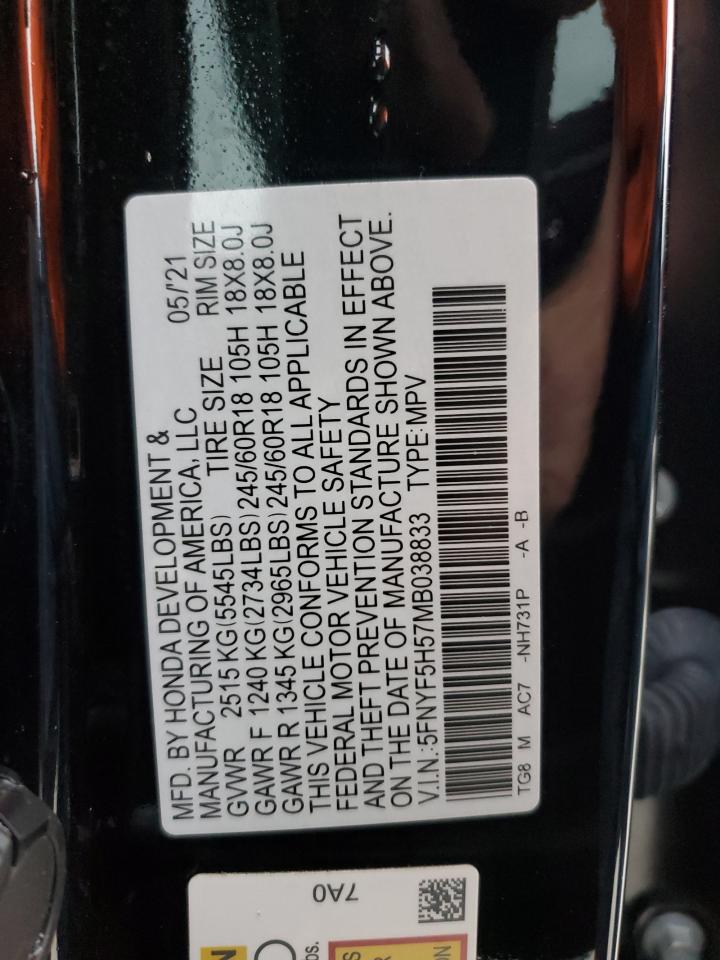 MFD. BY HONDA DEVELOPMENT &
MANUFACTURING OF AMERICA, LLC 05/'21
GVWR 2515 KG(5545LBS) TIRE SIZE RIM SIZE
GAWR F 1240 KG(2734LBS) 245/60R18 105H 18X8.0J
GAWR R 1345 KG(2965LBS) 245/60R18 105H 18X8.0J
THIS VEHICLE CONFORMS TO ALL APPLICABLE
FEDERAL MOTOR VEHICLE SAFETY
AND THEFT PREVENTION STANDARDS IN EFFECT
ON THE DATE OF MANUFACTURE SHOWN ABOVE.
V.I.N.:5FNYF5H57MB038833 TYPE:MPV
TG8 M AC7 -NH731P -A -B
7A0